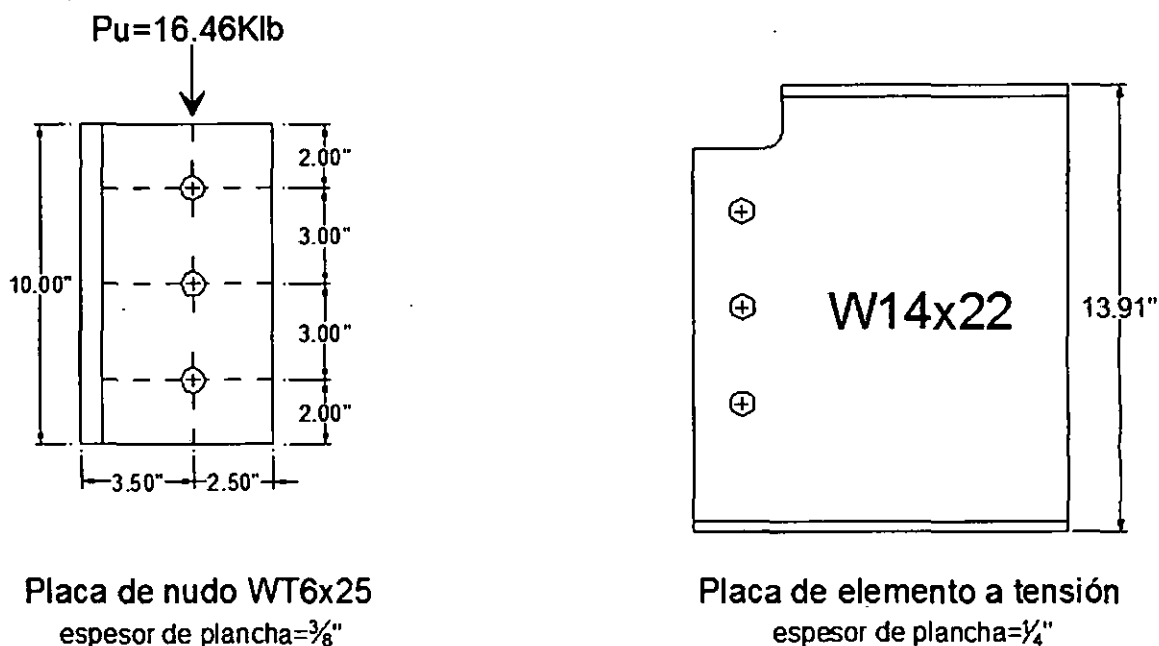 Pu=16.46Klb
2.00"
3.00"
10.00"
3.00"
2.00"
3.50"
2.50"
W14x22
13.91"
Placa de nudo WT6x25
espesor de plancha=⅜"
Placa de elemento a tensión
espesor de plancha=¼"